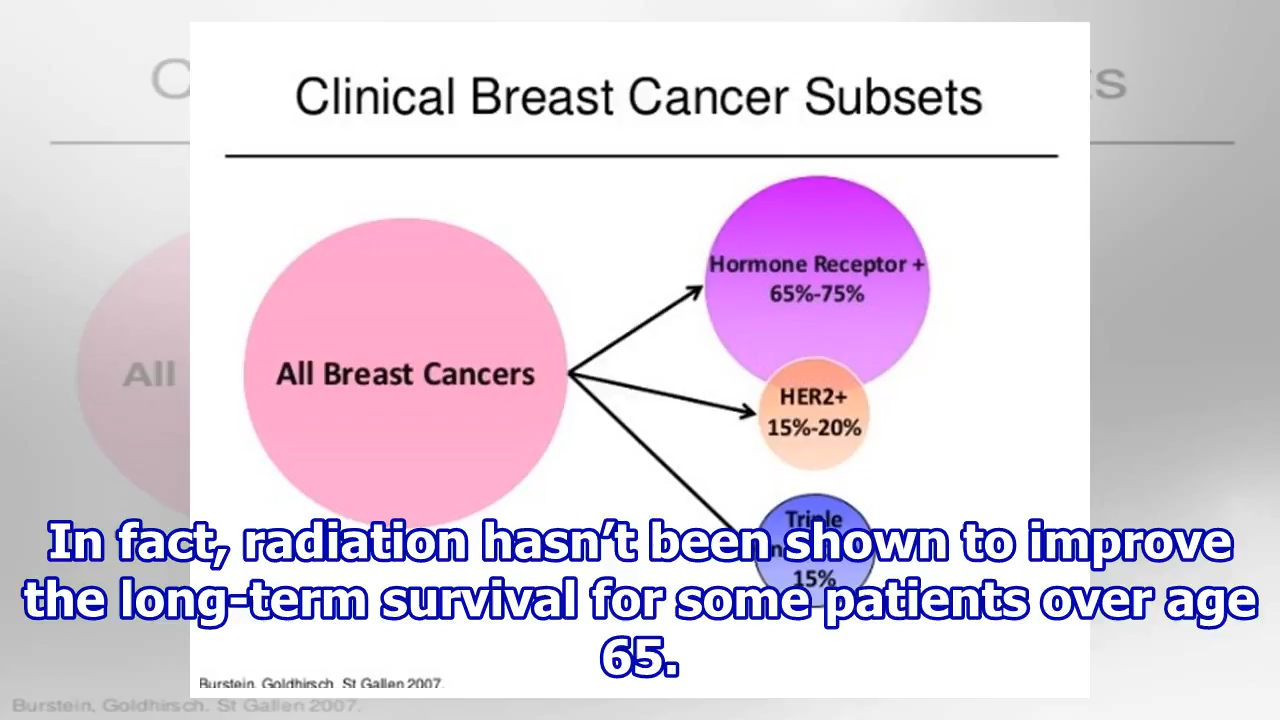 Clinical Breast Cancer Subsets
Hormone Receptor +
65%-75%
All Breast Cancers
HER2+
15%-20%
Triple
15%
In fact, radiation hasn’t been shown to improve
the long-term survival for some patients over age
65.
Burstein, Goldhirsch, St Gallen 2007.
All
Burstein, Goldhirsch, St Gallen 2007.